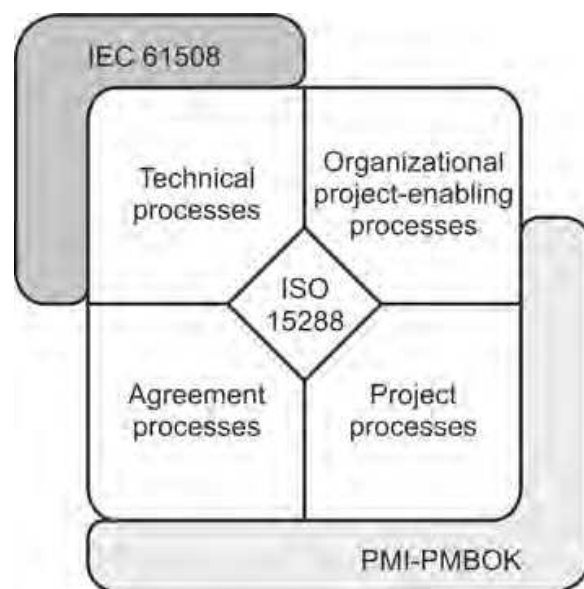 IEC 61508
Technical
processes
Organizational
project-enabling
processes
ISO
15288
Agreement
processes
Project
processes
PMI-PMBOK